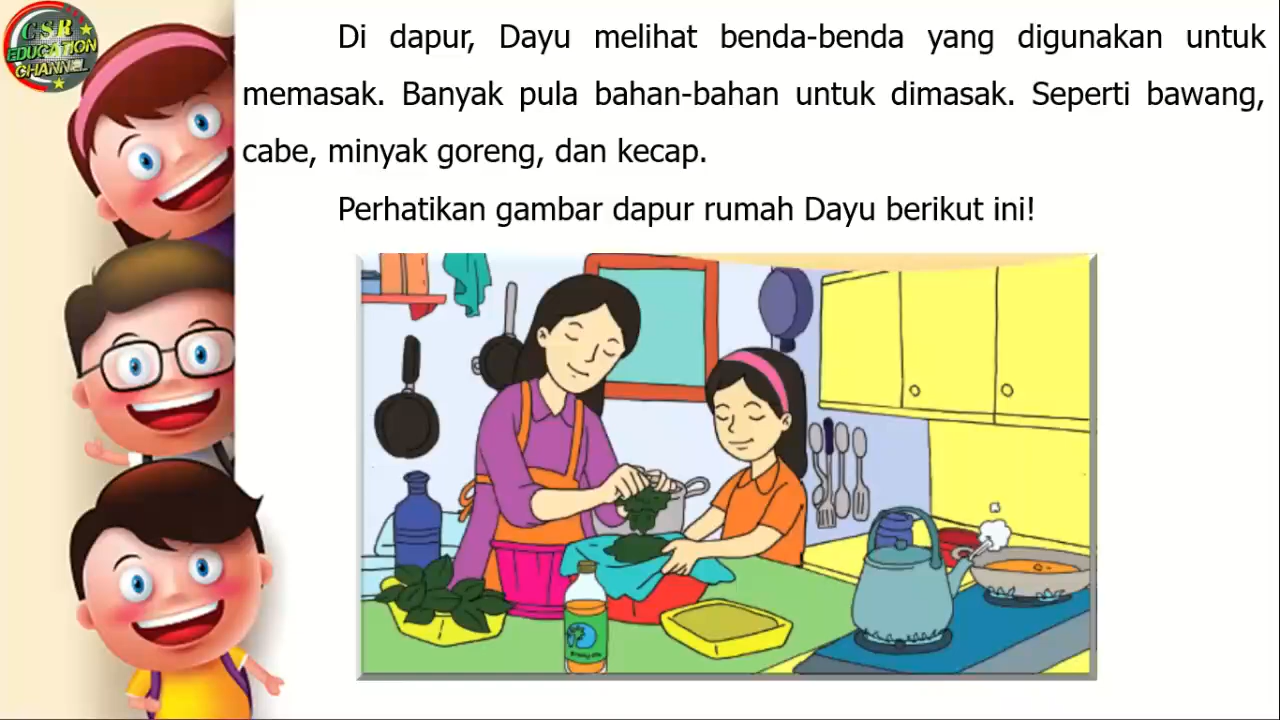 CSR
EDUCATION
CHANNEL
Di dapur, Dayu melihat benda-benda yang digunakan untuk
memasak. Banyak pula bahan-bahan untuk dimasak. Seperti bawang,
cabe, minyak goreng, dan kecap.
Perhatikan gambar dapur rumah Dayu berikut ini!